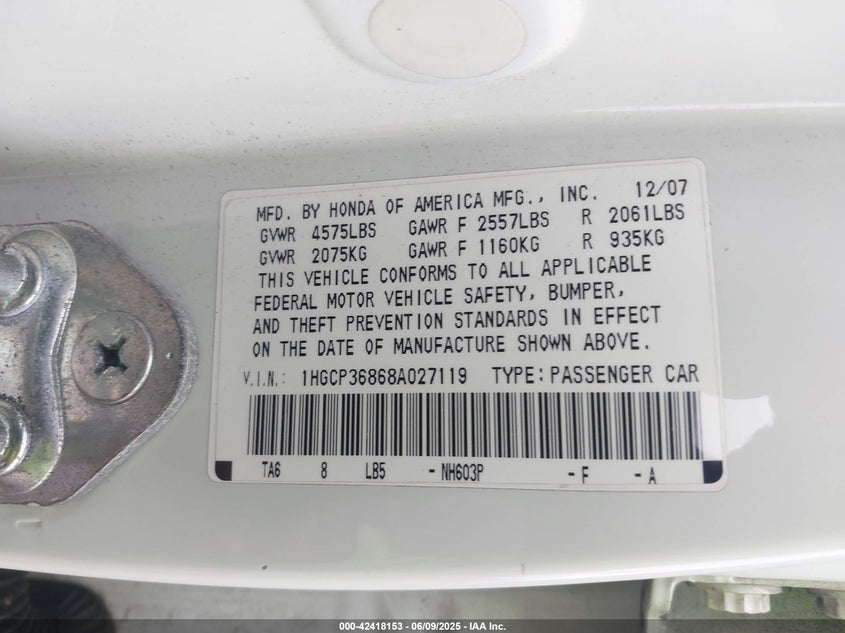 MFD. BY HONDA OF AMERICA MFG., INC. 12/07
GVWR 4575LBS GAWR F 2557LBS R 2061LBS
GVWR 2075KG GAWR F 1160KG R 935KG
THIS VEHICLE CONFORMS TO ALL APPLICABLE
FEDERAL MOTOR VEHICLE SAFETY, BUMPER,
AND THEFT PREVENTION STANDARDS IN EFFECT
ON THE DATE OF MANUFACTURE SHOWN ABOVE.
V.I.N.: 1HGCP36868A027119 TYPE: PASSENGER CAR
TA6 8 LB5 -NH603P -F -A
000-42418153 - 06/09/2025 - IAA Inc.